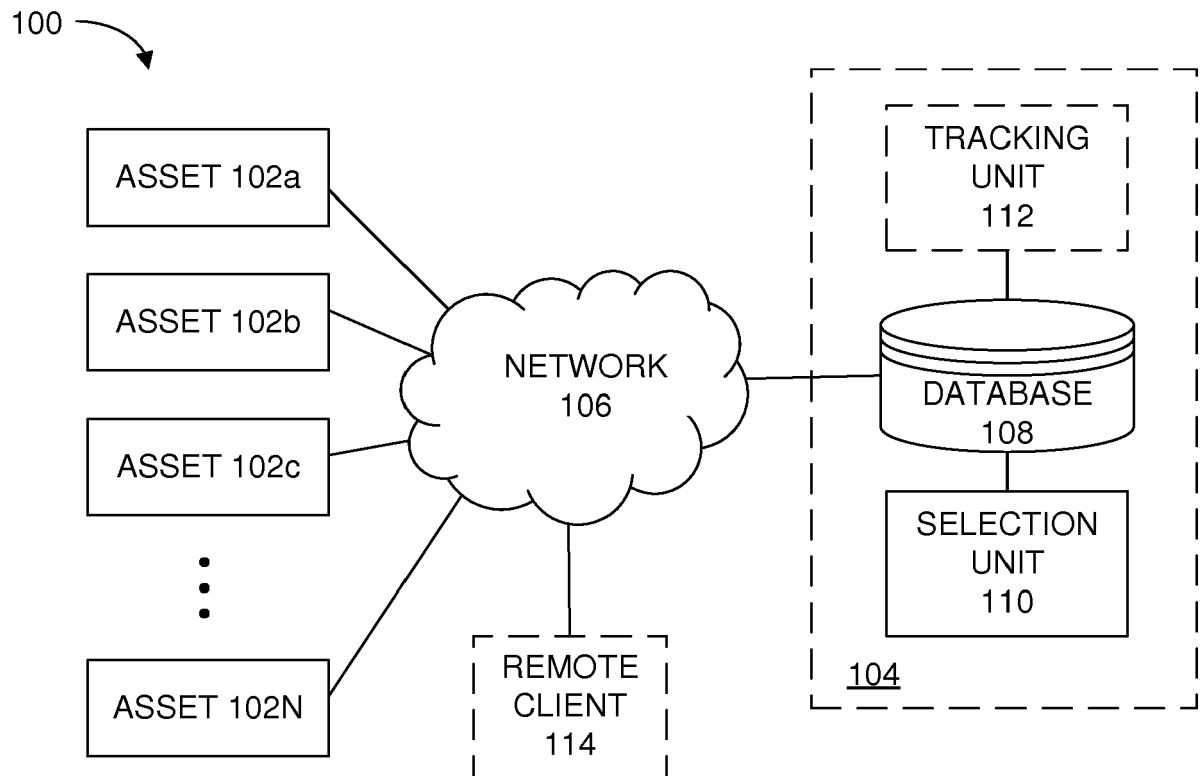 100
ASSET 102a
ASSET 102b
ASSET 102c
ASSET 102N
NETWORK
106
REMOTE
CLIENT
114
TRACKING
UNIT
112
DATABASE
108
SELECTION
UNIT
110
104